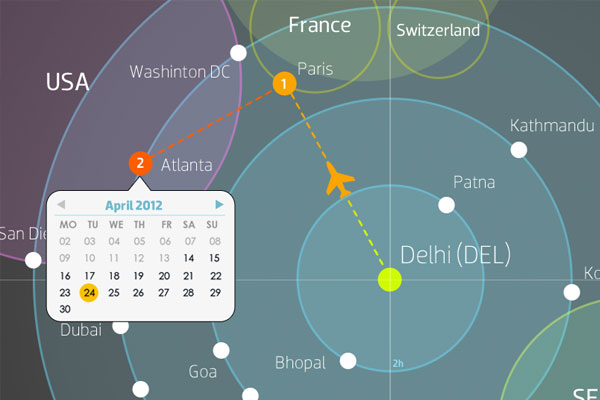 France
Switzerland
Washinton DC
Paris
USA
1
Kathmandu
2
Atlanta
Patna
April 2012
MO TU WE TH FR SA SU
02 03 04 05 06 07 08
09 10 11 12 13 14 15
16 17 18 19 20 21 22
23 24 25 26 27 28 29
30
San Die
Delhi (DEL)
Ko
Dubai
Goa
Bhopal
2h
SE